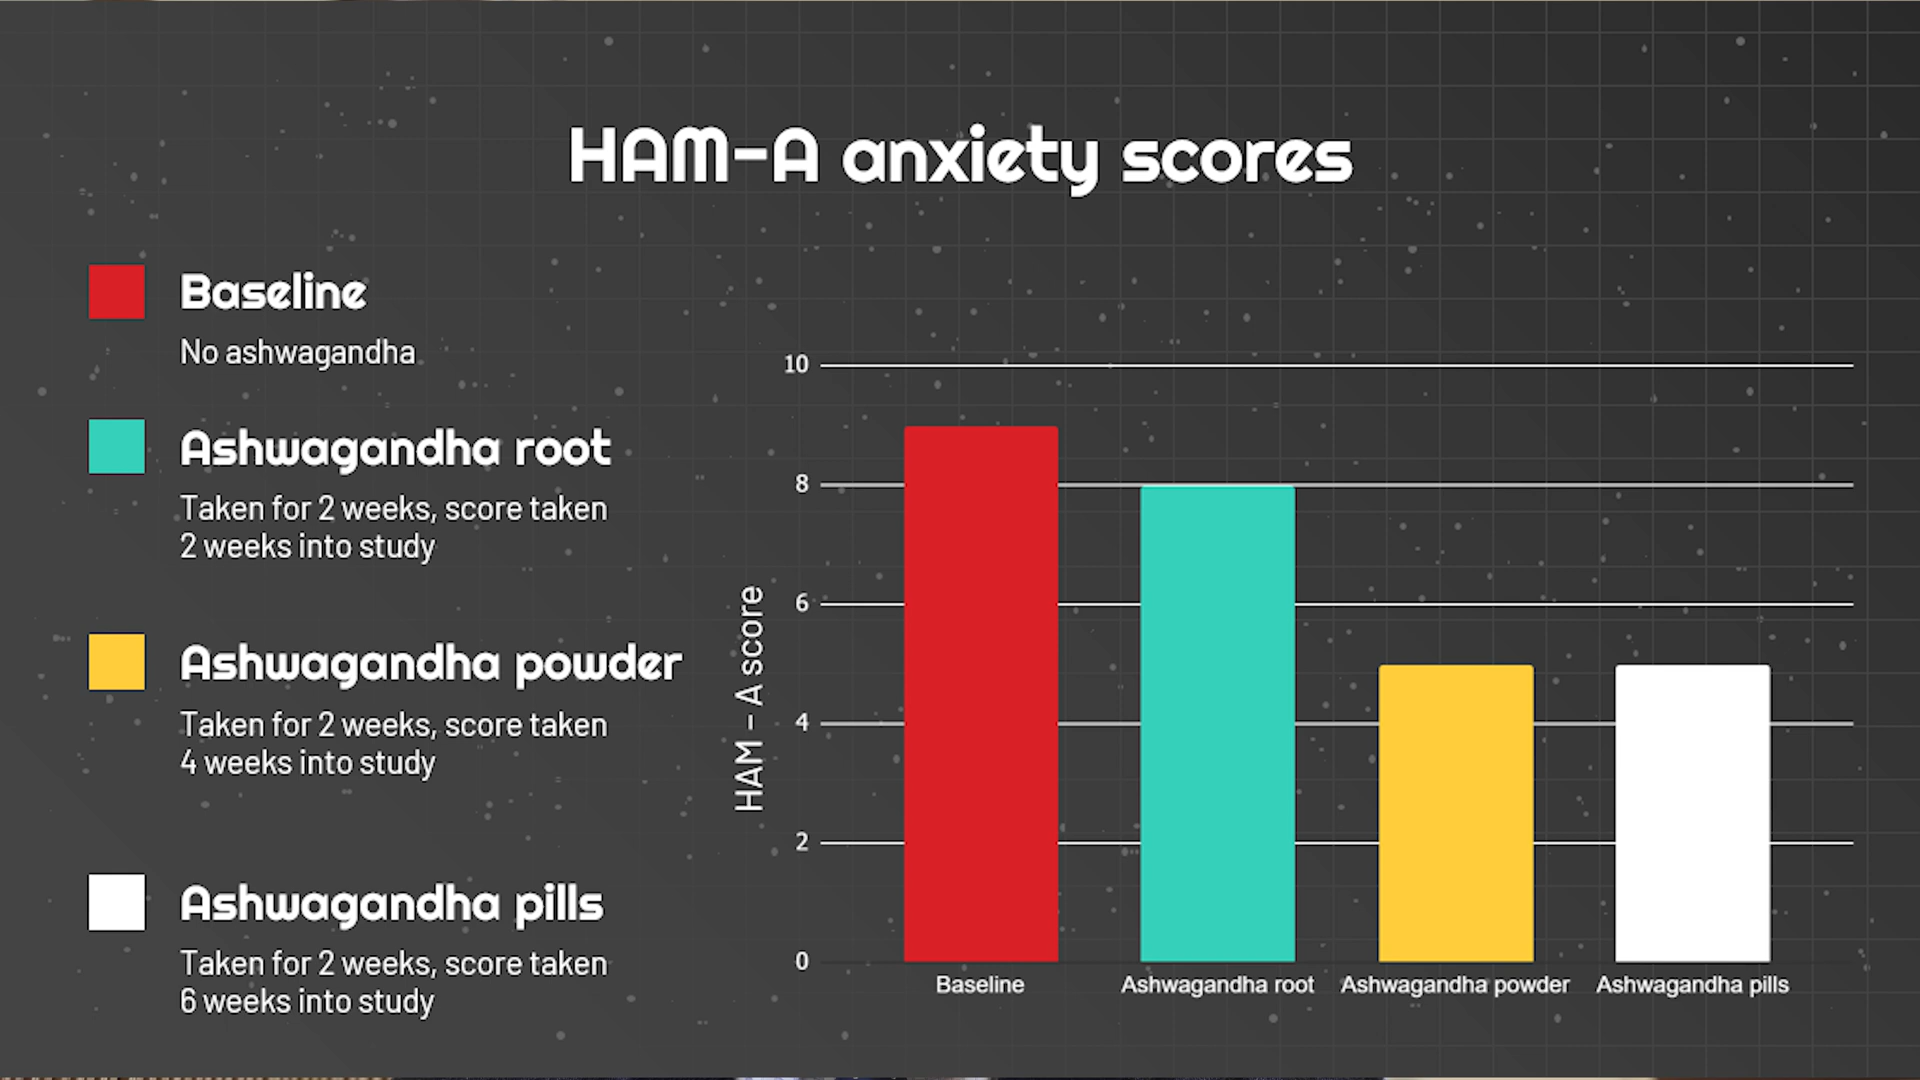 HAM-A anxiety scores
Baseline
No ashwagandha
Ashwagandha root
Taken for 2 weeks, score taken
2 weeks into study
Ashwagandha powder
Taken for 2 weeks, score taken
4 weeks into study
Ashwagandha pills
Taken for 2 weeks, score taken
6 weeks into study
HAM – A score
10
8
6
4
2
0
Baseline
Ashwagandha root
Ashwagandha powder
Ashwagandha pills